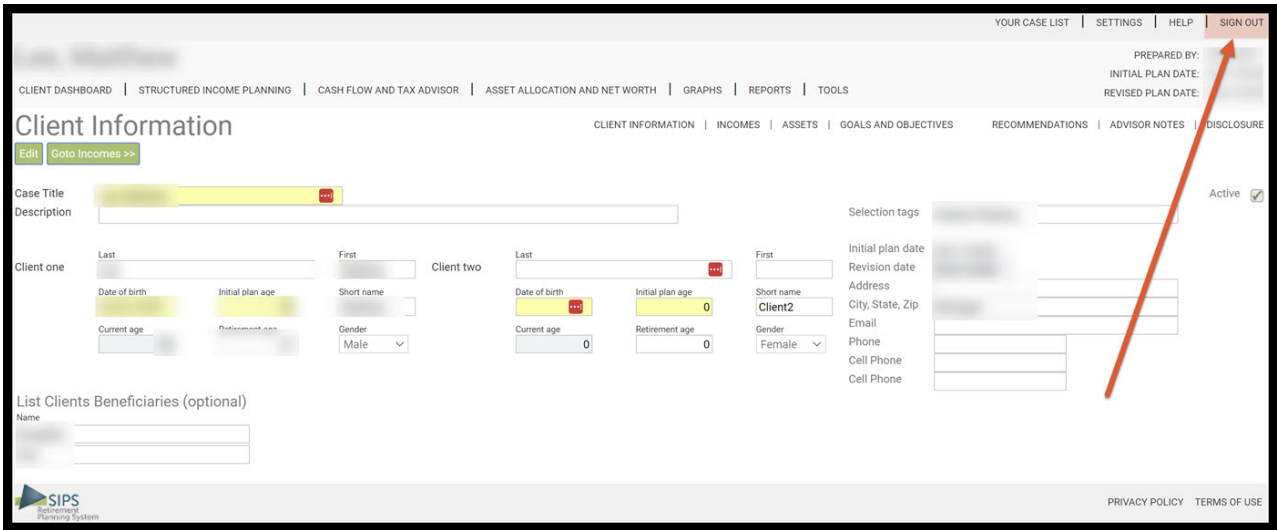 YOUR CASE LIST | SETTINGS | HELP | SIGN OUT
PREPARED BY:
INITIAL PLAN DATE:
REVISED PLAN DATE:
CLIENT DASHBOARD | STRUCTURED INCOME PLANNING | CASH FLOW AND TAX ADVISOR | ASSET ALLOCATION AND NET WORTH | GRAPHS | REPORTS | TOOLS
Client Information
CLIENT INFORMATION | INCOMES | ASSETS | GOALS AND OBJECTIVES RECOMMENDATIONS | ADVISOR NOTES | DISCLOSURE
Edit Goto Incomes >>
Case Title
Active
Description
Selection tags
Client one
Last First
Client two
Last First
Date of birth Initial plan age Short name
Date of birth Initial plan age Short name
0 Client2
Current age Retirement age Gender
Male
Current age Retirement age Gender
0 0 Female
Initial plan date
Revision date
Address
City, State, Zip
Email
Phone
Cell Phone
Cell Phone
List Clients Beneficiaries (optional)
Name
SIPS
Retirement
Planning System
PRIVACY POLICY TERMS OF USE